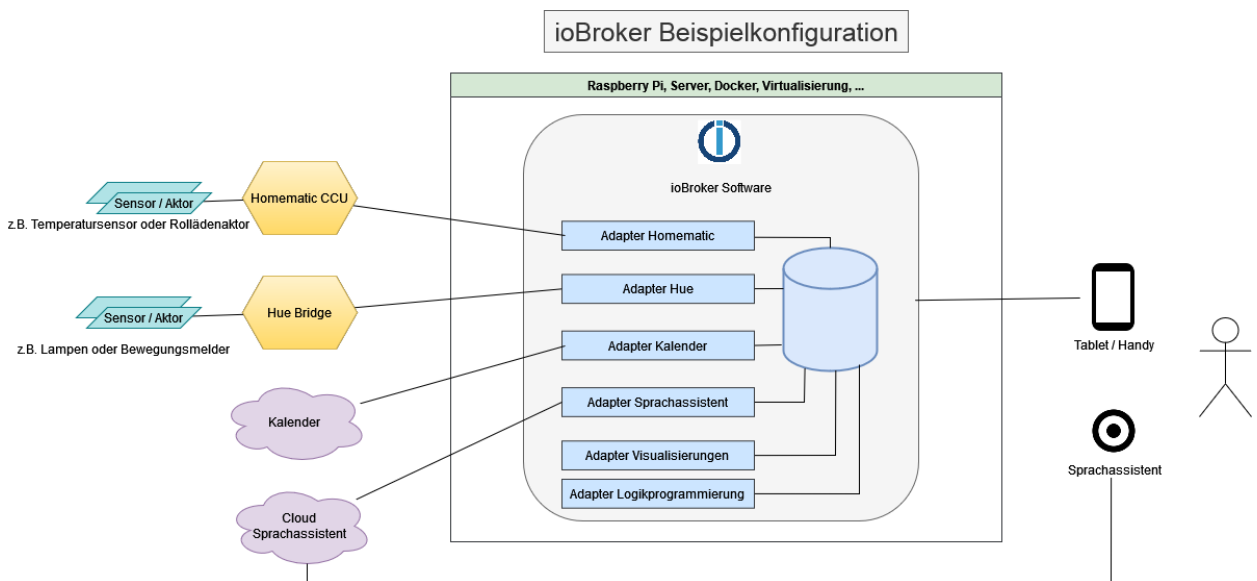 ioBroker Beispielkonfiguration
Raspberry Pi, Server, Docker, Virtualisierung, ...
ioBroker Software
Sensor / Aktor
Homematic CCU
z.B. Temperatursensor oder Rollädenaktor
Adapter Homematic
Adapter Hue
Sensor / Aktor
Hue Bridge
z.B. Lampen oder Bewegungsmelder
Adapter Kalender
Tablet / Handy
Kalender
Adapter Sprachassistent
Adapter Visualisierungen
Sprachassistent
Adapter Logikprogrammierung
Cloud
Sprachassistent